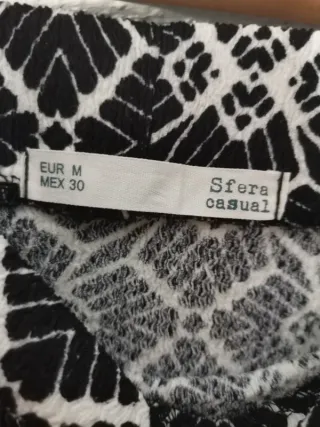 EUR M
MEX 30
Sfera
casual